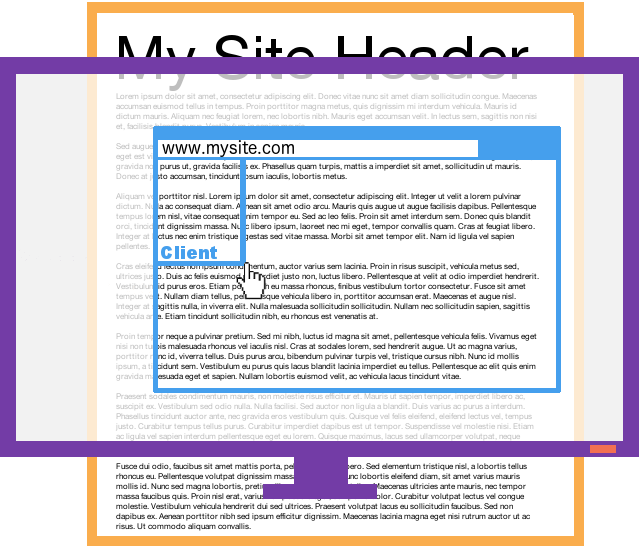 My Site Header
Lorem ipsum dolor sit amet, consectetur adipiscing elit. Donec vitae nunc sit amet diam sollicitudin congue. Maecenas
accumsan euismod tellus in tempus. Proin porttitor magna metus, quis dignissim mi interdum vehicula. Mauris id
dictum mauris. Aliquam nec feugiat lorem, nec lobortis nibh. Mauris eget accumsan velit. In lectus sem, sollicitudin non nisi
et, facilisis
www.mysite.com
Sed augue
eget est vi
gravida non purus ut, gravida facilisis ex. Phasellus quam turpis, mattis a imperdiet sit amet, sollicitudin ut mauris.
Donec at justo accumsan, tincidunt ipsum iaculis, lobortis metus.
Aliquam vel porttitor nisl. Lorem ipsum dolor sit amet, consectetur adipiscing elit. Integer ut velit a lorem pulvinar
dictum. Nulla ac consequat diam. Aenean sit amet odio arcu. Mauris quis augue ut augue facilisis dapibus. Pellentesque
tempus lorem nisl, vitae consequat enim tempor eu. Sed ac leo felis. Proin sit amet interdum sem. Donec quis blandit
orci, tincidunt dignissim massa. In quam libero, laoreet nec mi eget, tempor convallis quam. Cras at feugiat libero.
Integer at lectus nec enim tristique egestas sed vitae massa. Morbi sit amet tempor enim. Nam id ligula vel sapien
pellentes
Client
Cras eleifend lectus non ipsum condimentum, auctor varius sem lacinia. Proin in risus suscipit, vehicula metus sed,
ultrices justo. Duis ac felis euismod, imperdiet justo non, luctus libero. Pellentesque at velit at odio imperdiet hendrerit.
Vestibulum id purus eros. Etiam po eu rhoncus, finibus vestibulum tortor consectetur. Fusce sit amet
tempus velit. Nullam diam tellus, pellentesque vehicula libero in, porttitor accumsan erat. Maecenas et augue nisl.
Integer at sagittis nulla, in viverra elit. Nulla malesuada sollicitudin sollicitudin. Nullam nec sollicitudin sapien, sagittis
vehicula ante. Etiam tincidunt sollicitudin nibh, eu rhoncus est venenatis at.
Proin tempor neque a pulvinar pretium. Sed mi nibh, luctus id magna sit amet, pellentesque vehicula felis. Vivamus eget
nisi non turpis malesuada rhoncus vel iaculis nisl. Cras at sodales lorem, sed hendrerit augue. Ut ac magna varius,
porttitor nunc id, viverra tellus. Duis purus arcu, bibendum pulvinar turpis vel, tristique cursus nibh. Nunc id mollis
ipsum, a tincidunt sem. Vestibulum eu purus quis lacus blandit lacinia imperdiet eu tellus. Pellentesque ac elit quis enim
gravida malesuada eget et sapien. Nullam lobortis euismod velit, ac vehicula lacus tincidunt vitae.
Praesent sodales condimentum mauris, non molestie risus efficitur et. Mauris ut sapien tempor, imperdiet libero ac,
suscipit ex. Vestibulum sed odio nulla. Sed auctor non ligula a blandit. Duis varius ac purus a interdum.
Phasellus tincidunt auctor ante, nec gravida eros vestibulum quis. Quisque vel felis eleifend, eleifend lectus vel, tempus
justo. Curabitur tempus dapibus. Curabitur imperdiet dapibus est ut tempor. Suspendisse vel molestie eros. Etiam
ac ligula vel sapien interdum pellentesque eget eu lorem. Quisque maximus, lacus sed ullamcorper volutpat, neque
Fusce dui odio, faucibus sit amet mattis porta, pe ero. Sed elementum tristique nisl, a lobortis tellus
rhoncus eu. Praesent vulputate mass nunc lobortis eleifend diam, sit amet varius mauris
mollis id. Nunc sed magna lobortis, preti Maecenas ultricies ante mauris, nec tempor
massa faucibus quis. Proin nisl erat, varius olor. Curabitur volutpat lectus vel congue
molestie. Vestibulum vehicula hendrerit dui sed ultrices. Praesent volutpat lacus eu sollicitudin faucibus. Sed non
dapibus ex. Aenean porttitor nibh sed ipsum efficitur dignissim. Maecenas lacinia magna eget nisi rutrum auctor ut ac
risus. Ut commodo aliquam convallis.